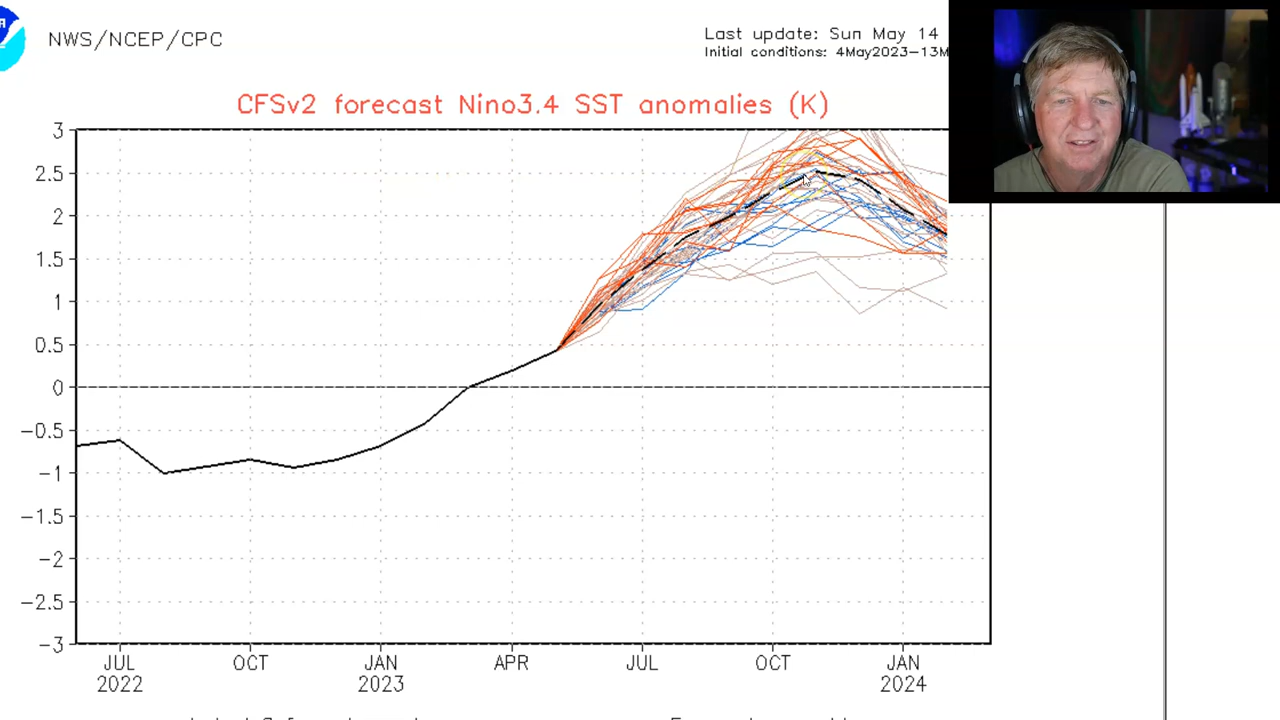 A
NWS/NCEP/CPC
Last update: Sun May 14
Initial conditions: 4May2023-13M
CFSv2 forecast Nino3.4 SST anomalies (K)
3
2.5
2
1.5
1
0.5
0
-0.5
-1
-1.5
-2
-2.5
-3
JUL
2022
OCT
JAN
2023
APR
JUL
OCT
JAN
2024